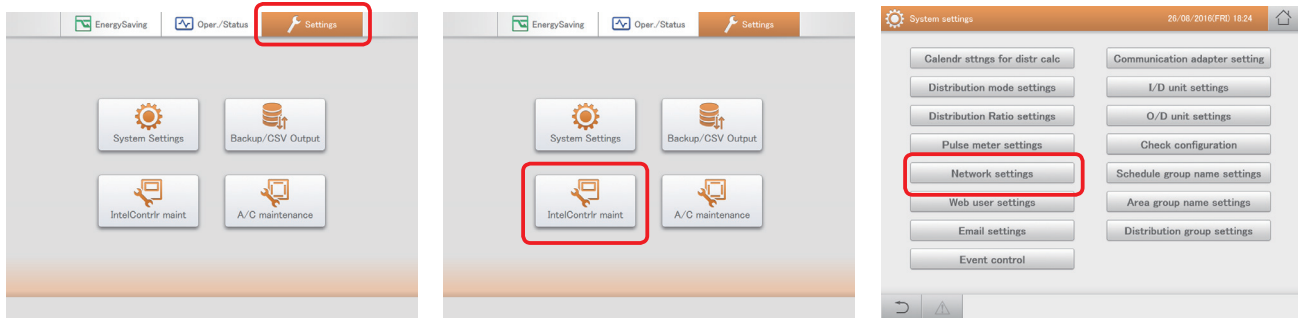 EnergySaving
Oper./Status
Settings
System Settings
Backup/CSV Output
IntelContrlr maint
A/C maintenance
EnergySaving
Oper./Status
Settings
System Settings
Backup/CSV Output
IntelContrlr maint
A/C maintenance
System settings
26/08/2016(FRI) 18:24
Calendr sttngs for distr calc
Communication adapter setting
Distribution mode settings
I/D unit settings
Distribution Ratio settings
O/D unit settings
Pulse meter settings
Check configuration
Network settings
Schedule group name settings
Web user settings
Area group name settings
Email settings
Distribution group settings
Event control